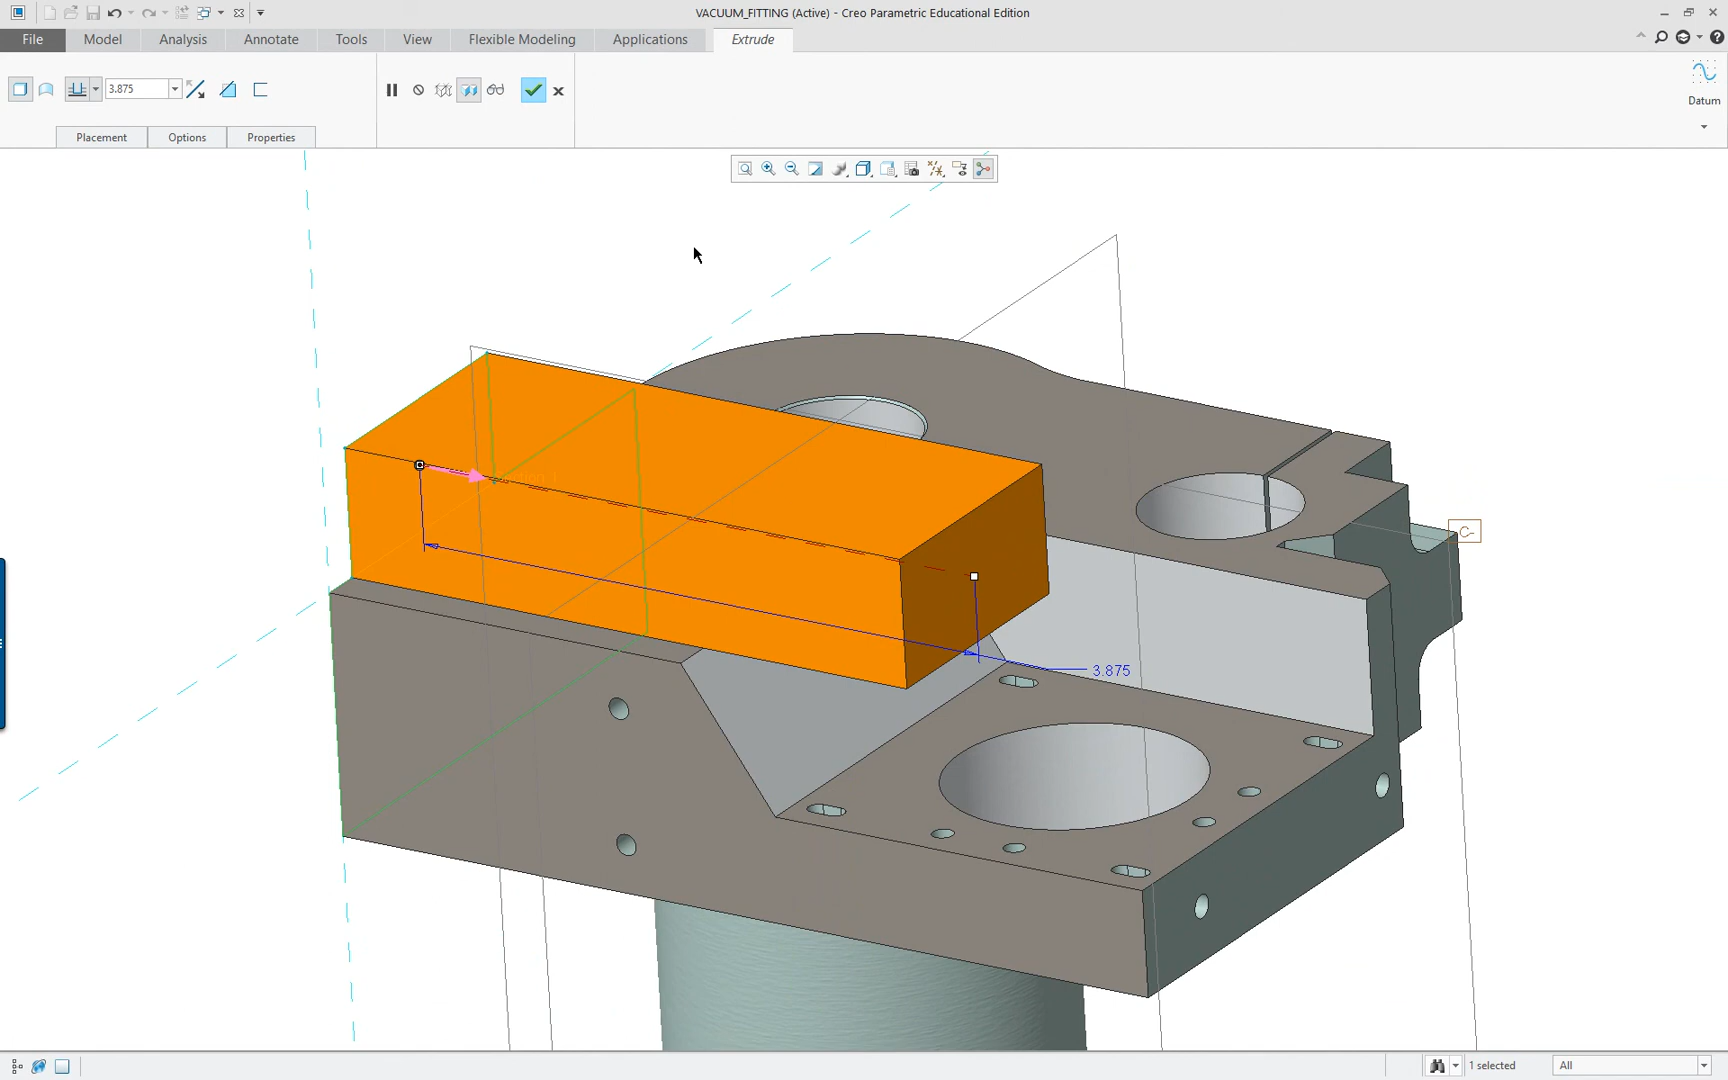 VACUUM_FITTING (Active) - Creo Parametric Educational Edition
File Model Analysis Annotate Tools View Flexible Modeling Applications Extrude
3.875
Datum
Placement Options Properties
C-
3.875
1 selected All